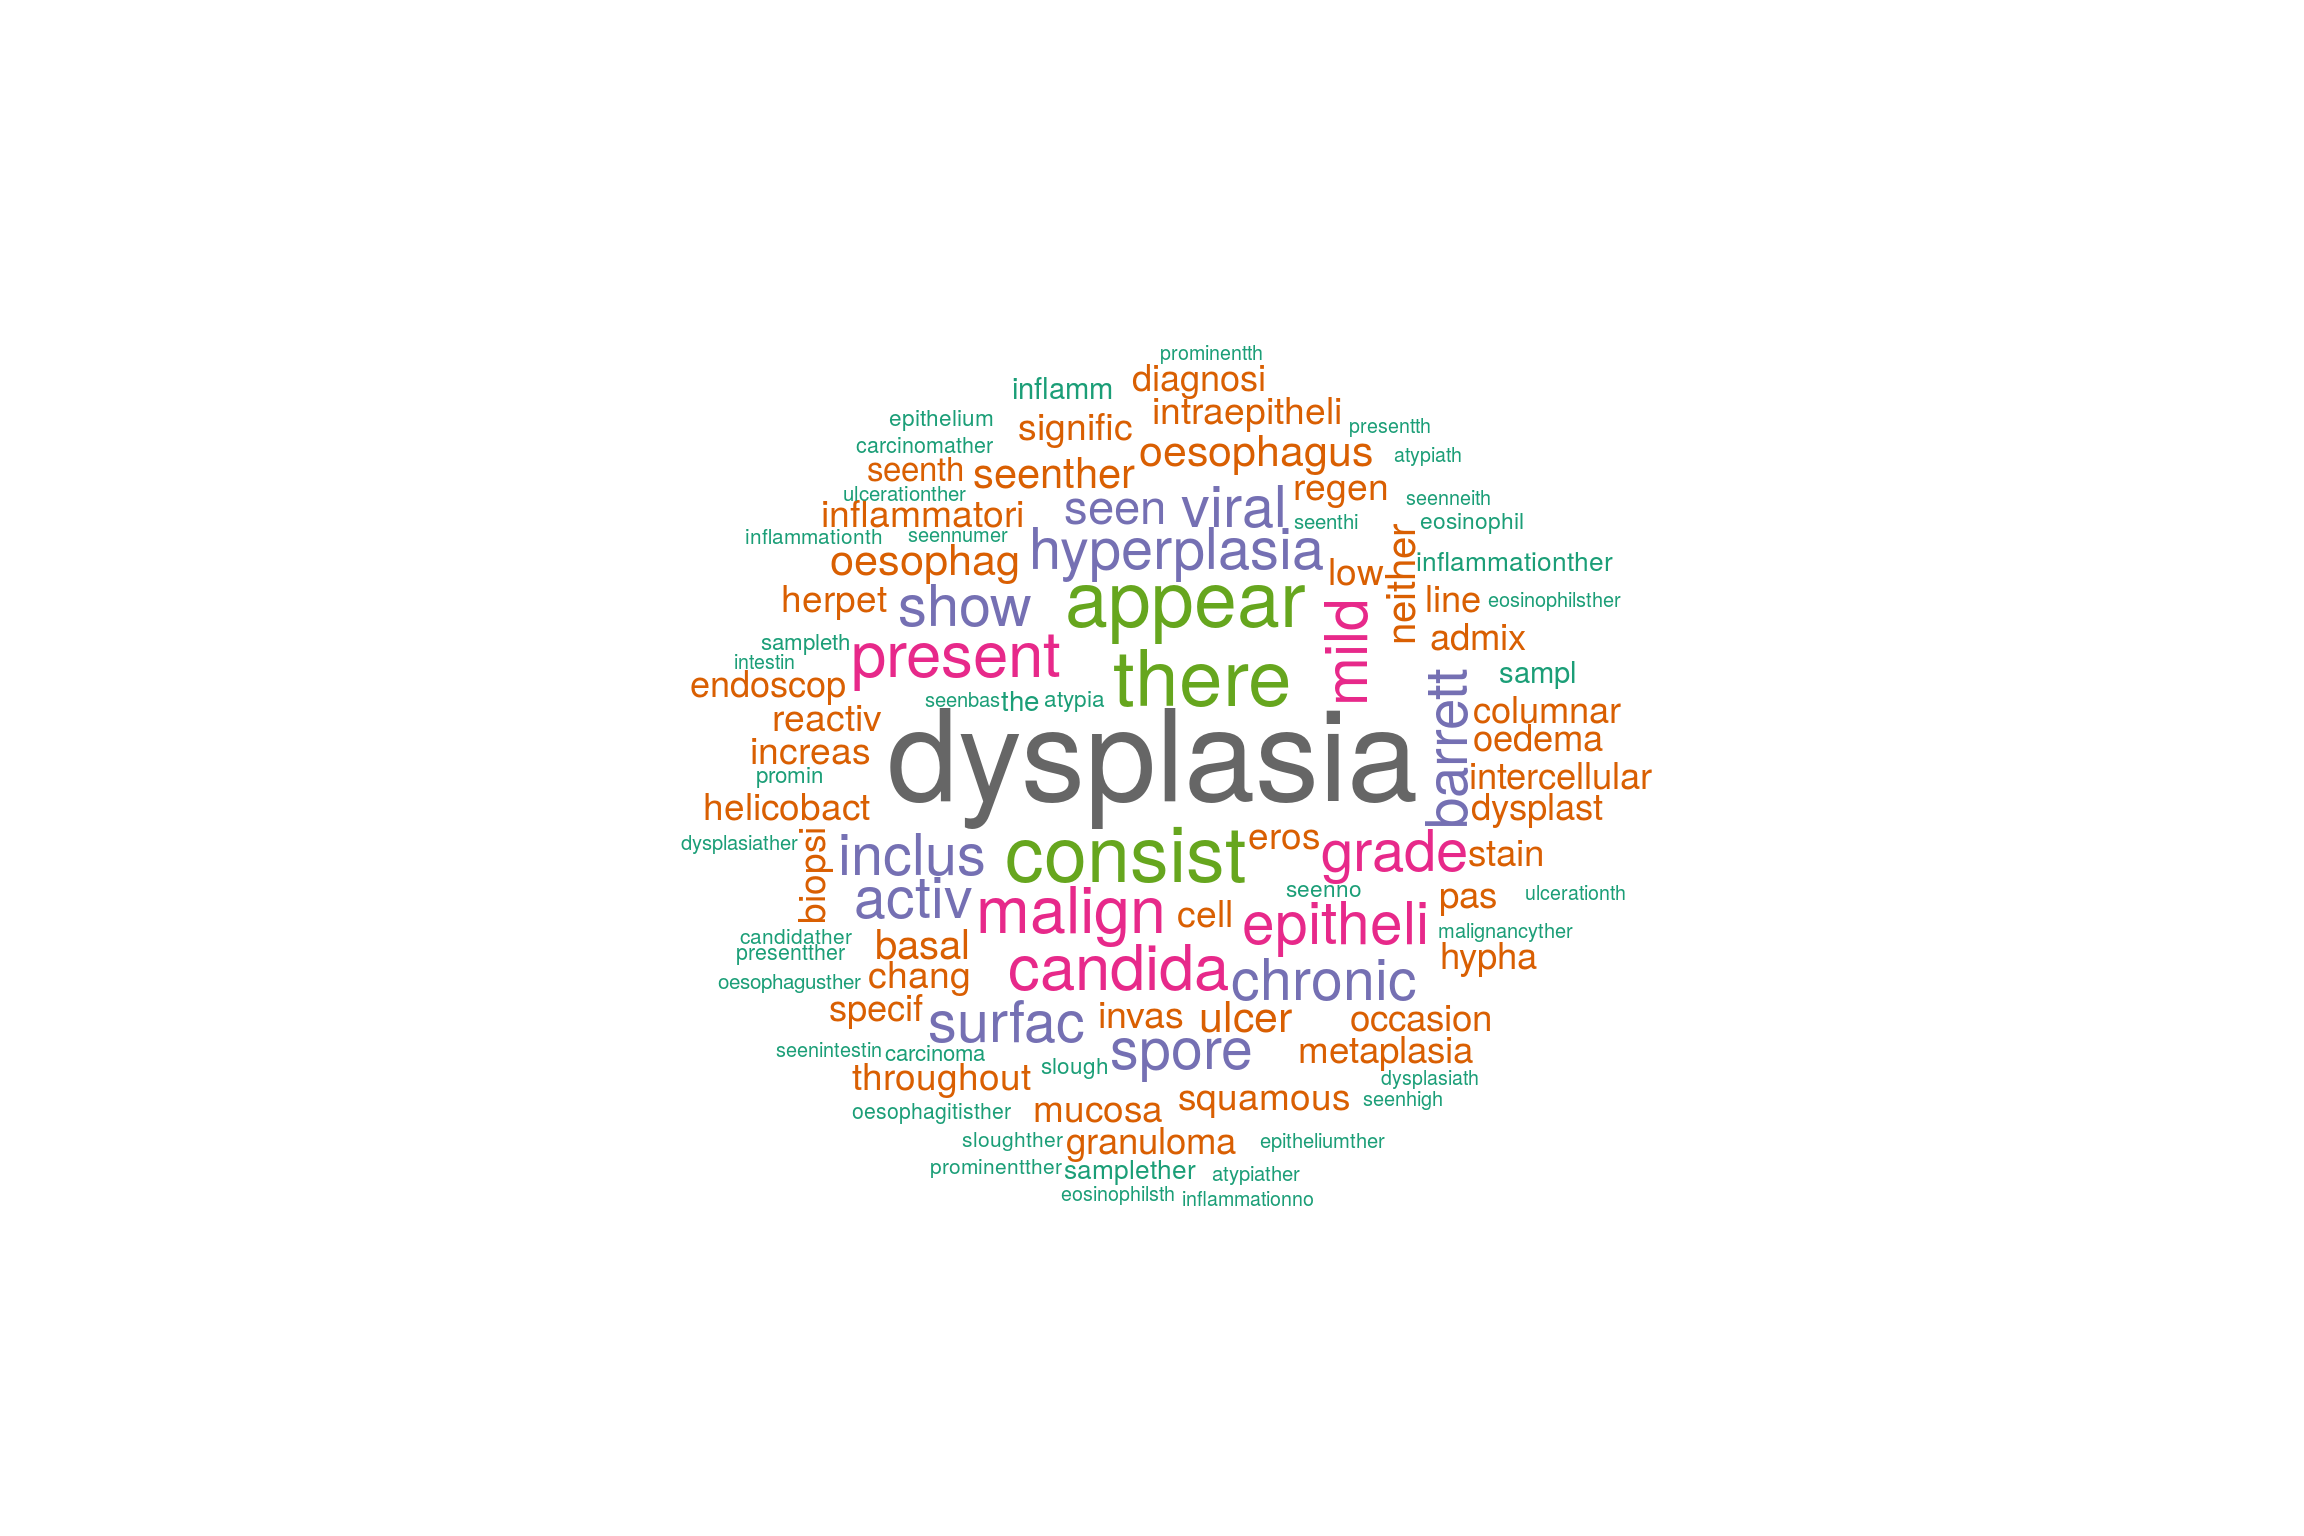 prominentth
diagnosi
inflamm
intraepitheli
epithelium
signific
presentth
carcinomather
oesophagus
atypiath
seenth
seenther
regen
ulcerationther
seen
viral
seenneith
inflammatori
seenthi
eosinophil
inflammationth
seennumer
hyperplasia
neither
inflammationther
oesophag
low
herpet
show
appear
line
eosinophilsther
mild
admix
sampleth
present
intestin
there
sampl
endoscop
seenbas
the
atypia
barrett
columnar
reactiv
oedema
increas
dysplasia
promin
intercellular
helicobact
dysplast
dysplasiather
biopsi
inclus
consist
eros
grade
stain
activ
malign
seenno
pas
ulcerationth
cell
epitheli
candidather
malignancyther
presentther
basal
hypha
oesophagusther
chang
candida
chronic
specif
surfac
invas
ulcer
occasion
seenintestin
carcinoma
spore
metaplasia
throughout
slough
dysplasiath
squamous
seenhigh
oesophagitisther
mucosa
sloughther
granuloma
epitheliumther
prominentther
samplether
atypiather
eosinophilsth
inflammationno